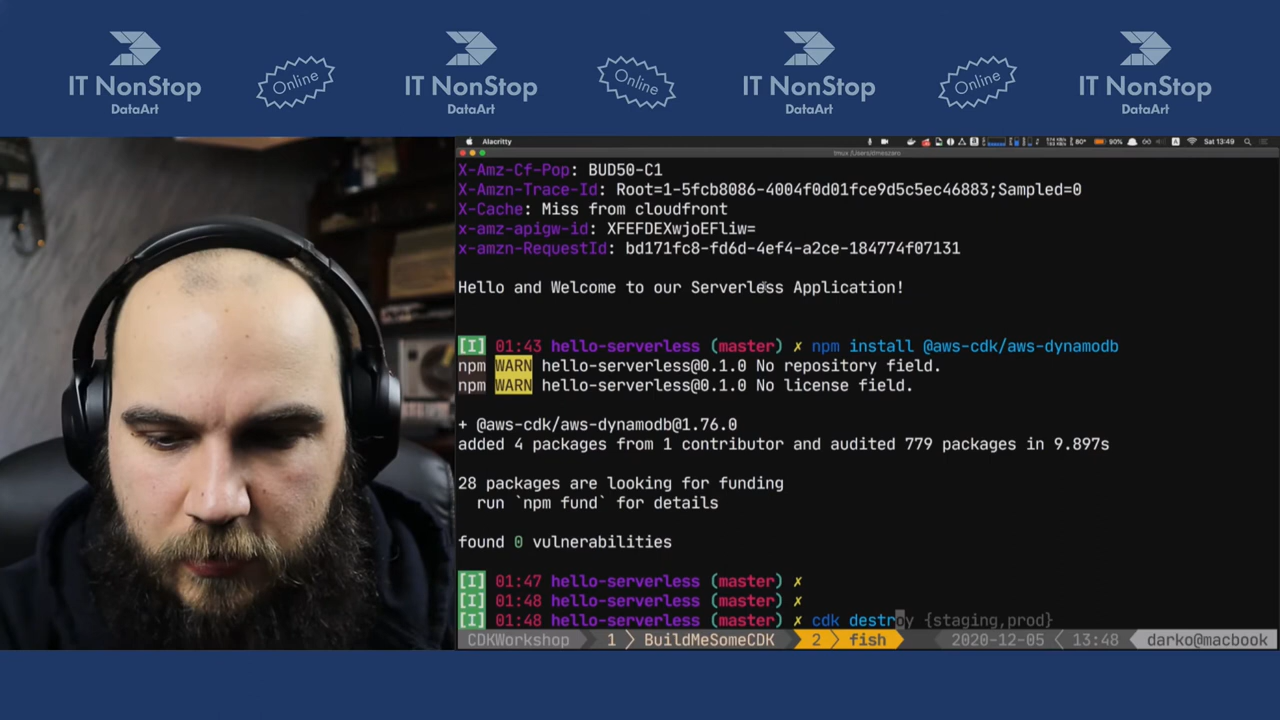 IT NonStop
DataArt
Online
IT NonStop
DataArt
Online
IT NonStop
DataArt
Online
IT NonStop
DataArt
Alacritty
80°
90%
Sat 13:49
X-Amz-Cf-Pop: BUD50-C1
X-Amzn-Trace-Id: Root=1-5fcb8086-4004f0d01fce9d5c5ec46883;Sampled=0
X-Cache: Miss from cloudfront
x-amz-apigw-id: XFEFDEXwjoEFliw=
x-amzn-RequestId: bd171fc8-fd6d-4ef4-a2ce-184774f07131
Hello and Welcome to our Serverless Application!
[I] 01:43 hello-serverless (master) ✗ npm install @aws-cdk/aws-dynamodb
npm WARN hello-serverless@0.1.0 No repository field.
npm WARN hello-serverless@0.1.0 No license field.
+ @aws-cdk/aws-dynamodb@1.76.0
added 4 packages from 1 contributor and audited 779 packages in 9.897s
28 packages are looking for funding
run `npm fund` for details
found 0 vulnerabilities
[I] 01:47 hello-serverless (master) ✗
[I] 01:48 hello-serverless (master) ✗
[I] 01:48 hello-serverless (master) ✗ cdk destroy {staging,prod}
CDKWorkshop 1 BuildMeSomeCDK 2 fish 2020-12-05 13:48 darko@macbook